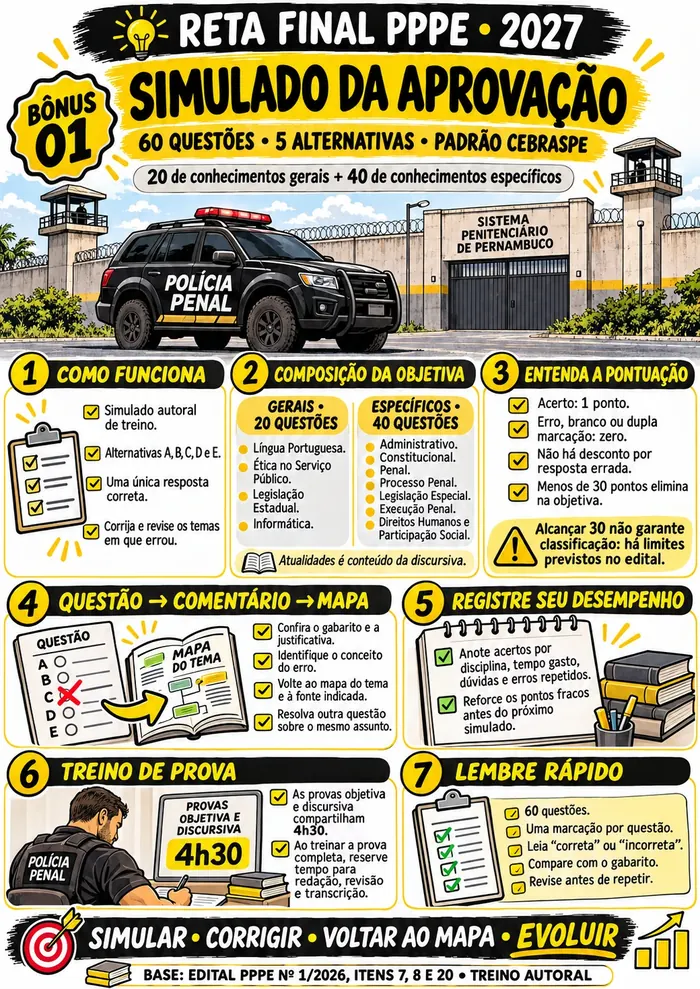 RETA FINAL PPPE • 2027
BÔNUS
01
SIMULADO DA APROVAÇÃO
60 QUESTÕES • 5 ALTERNATIVAS • PADRÃO CEBRASPE
20 de conhecimentos gerais + 40 de conhecimentos específicos
SISTEMA
PENITENCIÁRIO
DE PERNAMBUCO
POLÍCIA
PENAL
1 COMO FUNCIONA
Simulado autoral
de treino.
Alternativas A, B, C, D e E.
Uma única resposta
correta.
Corrija e revise os temas
em que errou.
2 COMPOSIÇÃO DA OBJETIVA
GERAIS •
20 QUESTÕES
Língua Portuguesa.
Ética no Serviço
Público.
Legislação
Estadual.
Informática.
ESPECÍFICOS •
40 QUESTÕES
Administrativo.
Constitucional.
Penal.
Processo Penal.
Legislação Especial.
Execução Penal.
Direitos Humanos e
Participação Social.
Atualidades é conteúdo da discursiva.
3 ENTENDA A PONTUAÇÃO
Acerto: 1 ponto.
Erro, branco ou dupla
marcação: zero.
Não há desconto por
resposta errada.
Menos de 30 pontos elimina
na objetiva.
Alcançar 30 não garante
classificação: há limites
previstos no edital.
4 QUESTÃO → COMENTÁRIO → MAPA
QUESTÃO
A
B
C
D
E
MAPA
DO TEMA
Confira o gabarito e a
justificativa.
Identifique o conceito
do erro.
Volte ao mapa do tema
e à fonte indicada.
Resolva outra questão
sobre o mesmo assunto.
5 REGISTRE SEU DESEMPENHO
Anote acertos por
disciplina, tempo gasto,
dúvidas e erros repetidos.
Reforce os pontos fracos
antes do próximo
simulado.
6 TREINO DE PROVA
POLÍCIA
PENAL
PROVAS
OBJETIVA E
DISCURSIVA
4h30
As provas objetiva
e discursiva
compartilham
4h30.
Ao treinar a prova
completa, reserve
tempo para
redação, revisão
e transcrição.
7 LEMBRE RÁPIDO
60 questões.
Uma marcação por questão.
Leia “correta” ou “incorreta”.
Compare com o gabarito.
Revise antes de repetir.
SIMULAR • CORRIGIR • VOLTAR AO MAPA • EVOLUIR
BASE: EDITAL PPPE Nº 1/2026, ITENS 7, 8 E 20 • TREINO AUTORAL